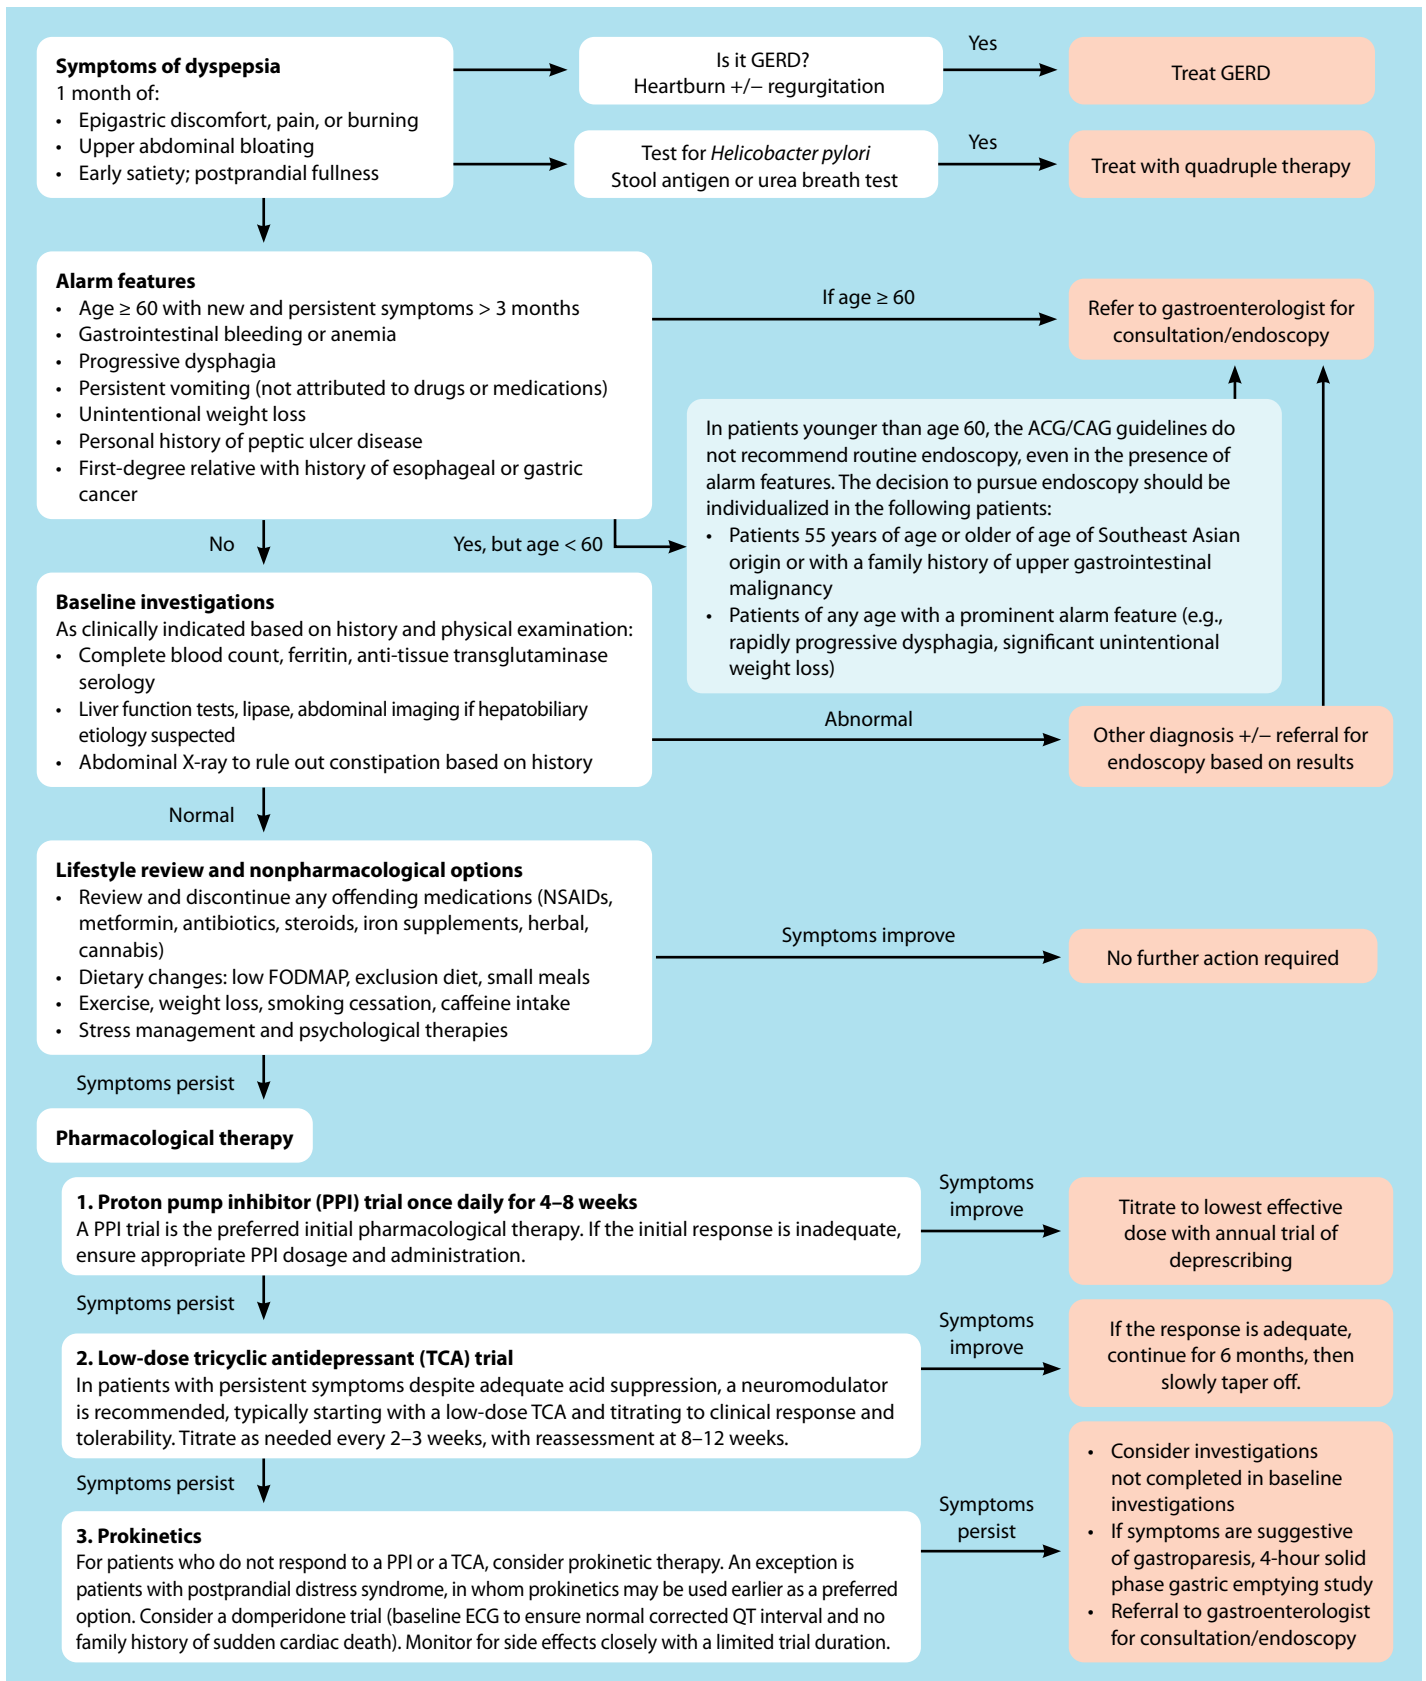 Symptoms of dyspepsia
1 month of:
• Epigastric discomfort, pain, or burning
• Upper abdominal bloating
• Early satiety; postprandial fullness
Is it GERD?
Heartburn +/− regurgitation
Yes
Treat GERD
Test for Helicobacter pylori
Stool antigen or urea breath test
Yes
Treat with quadruple therapy
Alarm features
• Age ≥ 60 with new and persistent symptoms > 3 months
• Gastrointestinal bleeding or anemia
• Progressive dysphagia
• Persistent vomiting (not attributed to drugs or medications)
• Unintentional weight loss
• Personal history of peptic ulcer disease
• First-degree relative with history of esophageal or gastric
cancer
If age ≥ 60
Refer to gastroenterologist for
consultation/endoscopy
No
Yes, but age < 60
In patients younger than age 60, the ACG/CAG guidelines do
not recommend routine endoscopy, even in the presence of
alarm features. The decision to pursue endoscopy should be
individualized in the following patients:
• Patients 55 years of age or older of age of Southeast Asian
origin or with a family history of upper gastrointestinal
malignancy
• Patients of any age with a prominent alarm feature (e.g.,
rapidly progressive dysphagia, significant unintentional
weight loss)
Baseline investigations
As clinically indicated based on history and physical examination:
• Complete blood count, ferritin, anti-tissue transglutaminase
serology
• Liver function tests, lipase, abdominal imaging if hepatobiliary
etiology suspected
• Abdominal X-ray to rule out constipation based on history
Abnormal
Other diagnosis +/− referral for
endoscopy based on results
Normal
Lifestyle review and nonpharmacological options
• Review and discontinue any offending medications (NSAIDs,
metformin, antibiotics, steroids, iron supplements, herbal,
cannabis)
• Dietary changes: low FODMAP, exclusion diet, small meals
• Exercise, weight loss, smoking cessation, caffeine intake
• Stress management and psychological therapies
Symptoms improve
No further action required
Symptoms persist
Pharmacological therapy
1. Proton pump inhibitor (PPI) trial once daily for 4–8 weeks
A PPI trial is the preferred initial pharmacological therapy. If the initial response is inadequate,
ensure appropriate PPI dosage and administration.
Symptoms
improve
Titrate to lowest effective
dose with annual trial of
deprescribing
Symptoms persist
2. Low-dose tricyclic antidepressant (TCA) trial
In patients with persistent symptoms despite adequate acid suppression, a neuromodulator
is recommended, typically starting with a low-dose TCA and titrating to clinical response and
tolerability. Titrate as needed every 2–3 weeks, with reassessment at 8–12 weeks.
Symptoms
improve
If the response is adequate,
continue for 6 months, then
slowly taper off.
Symptoms persist
3. Prokinetics
For patients who do not respond to a PPI or a TCA, consider prokinetic therapy. An exception is
patients with postprandial distress syndrome, in whom prokinetics may be used earlier as a preferred
option. Consider a domperidone trial (baseline ECG to ensure normal corrected QT interval and no
family history of sudden cardiac death). Monitor for side effects closely with a limited trial duration.
Symptoms
persist
• Consider investigations
not completed in baseline
investigations
• If symptoms are suggestive
of gastroparesis, 4-hour solid
phase gastric emptying study
• Referral to gastroenterologist
for consultation/endoscopy